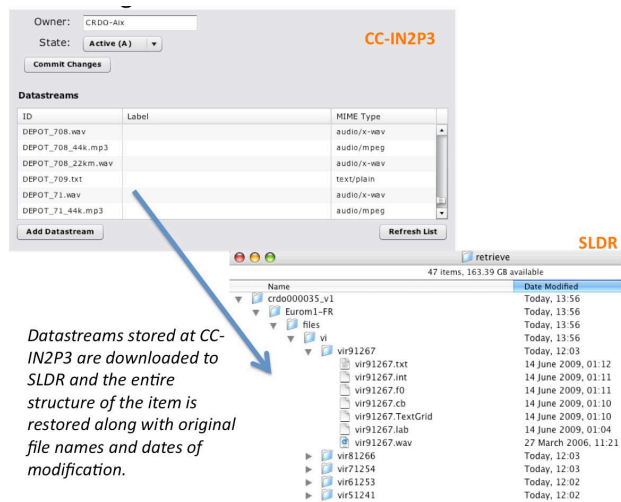 Owner: CRDO-Aix
CC-IN2P3
State: Active (A)
Commit Changes
Datastreams
ID Label MIME Type
DEPOT_708.wav audio/x-wav
DEPOT_708_44k.mp3 audio/mpeg
DEPOT_708_22km.wav audio/x-wav
DEPOT_709.txt text/plain
DEPOT_71.wav audio/x-wav
DEPOT_71_44k.mp3 audio/mpeg
Add Datastream Refresh List
SLDR
retrieve
47 items, 163.39 GB available
Name Date Modified
crdo000035_v1 Today, 13:56
Eurom1-FR Today, 13:56
files Today, 13:56
vi Today, 13:56
vir91267 Today, 12:03
vir91267.txt 14 June 2009, 01:12
vir91267.int 14 June 2009, 01:11
vir91267.f0 14 June 2009, 01:11
vir91267.cb 14 June 2009, 01:10
vir91267.TextGrid 14 June 2009, 01:10
vir91267.lab 14 June 2009, 01:04
vir91267.wav 27 March 2006, 11:21
vir81266 Today, 12:03
vir71254 Today, 12:03
vir61253 Today, 12:02
vir51241 Today, 12:02
Datastreams stored at CC-
IN2P3 are downloaded to
SLDR and the entire
structure of the item is
restored along with original
file names and dates of
modification.